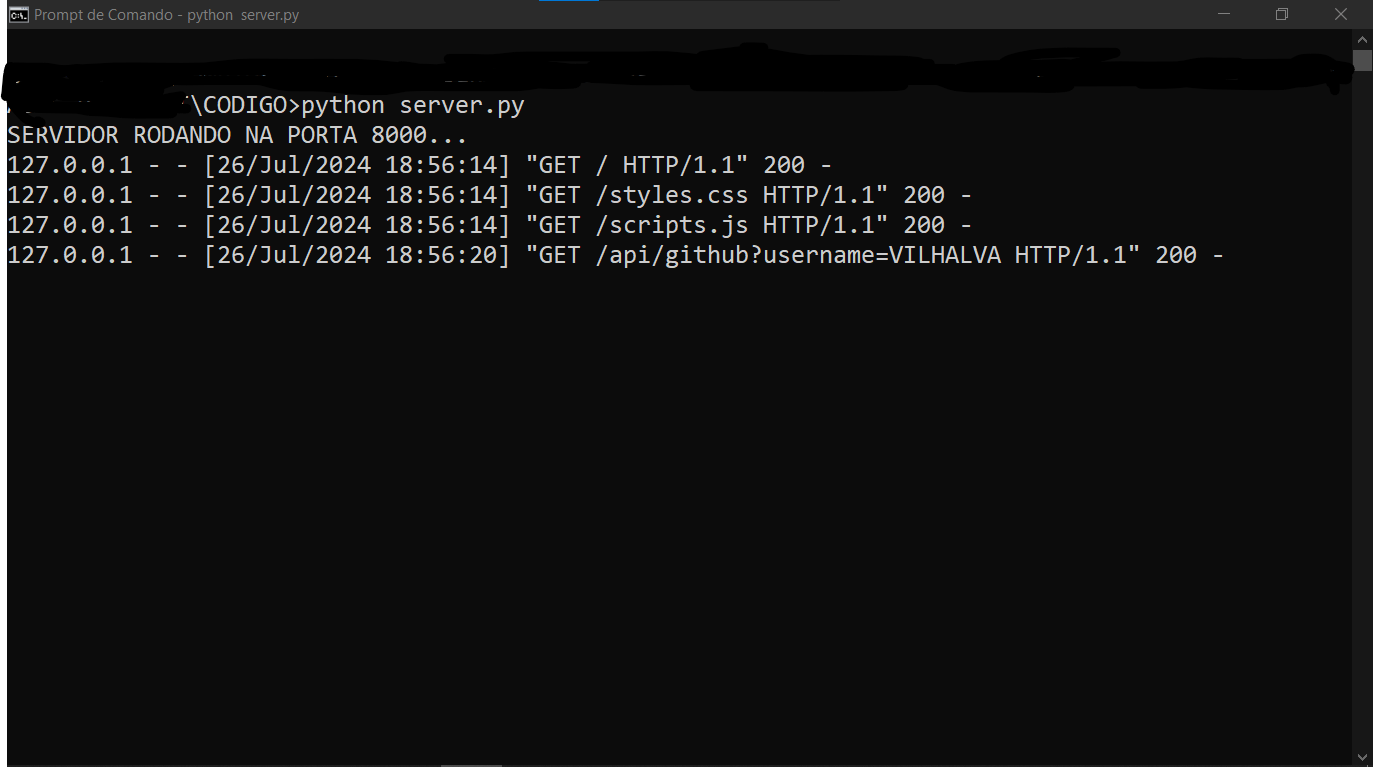 Prompt de Comando - python server.py
\CODIGO>python server.py
SERVIDOR RODANDO NA PORTA 8000...
127.0.0.1 - - [26/Jul/2024 18:56:14] "GET / HTTP/1.1" 200 -
127.0.0.1 - - [26/Jul/2024 18:56:14] "GET /styles.css HTTP/1.1" 200 -
127.0.0.1 - - [26/Jul/2024 18:56:14] "GET /scripts.js HTTP/1.1" 200 -
127.0.0.1 - - [26/Jul/2024 18:56:20] "GET /api/github?username=VILHALVA HTTP/1.1" 200 -